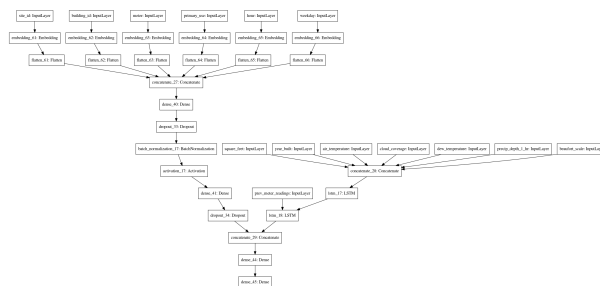 site_id: InputLayer building_id: InputLayer meter: InputLayer primary_use: InputLayer hour: InputLayer weekday: InputLayer
embedding_61: Embedding embedding_62: Embedding embedding_63: Embedding embedding_64: Embedding embedding_65: Embedding embedding_66: Embedding
flatten_61: Flatten flatten_62: Flatten flatten_63: Flatten flatten_64: Flatten flatten_65: Flatten flatten_66: Flatten
concatenate_27: Concatenate
dense_40: Dense
dropout_33: Dropout
batch_normalization_17: BatchNormalization square_feet: InputLayer year_built: InputLayer air_temperature: InputLayer cloud_coverage: InputLayer dew_temperature: InputLayer precip_depth_1_hr: InputLayer beaufort_scale: InputLayer
activation_17: Activation concatenate_28: Concatenate
dense_41: Dense prev_meter_readings: InputLayer lstm_17: LSTM
dropout_34: Dropout lstm_18: LSTM
concatenate_29: Concatenate
dense_44: Dense
dense_45: Dense